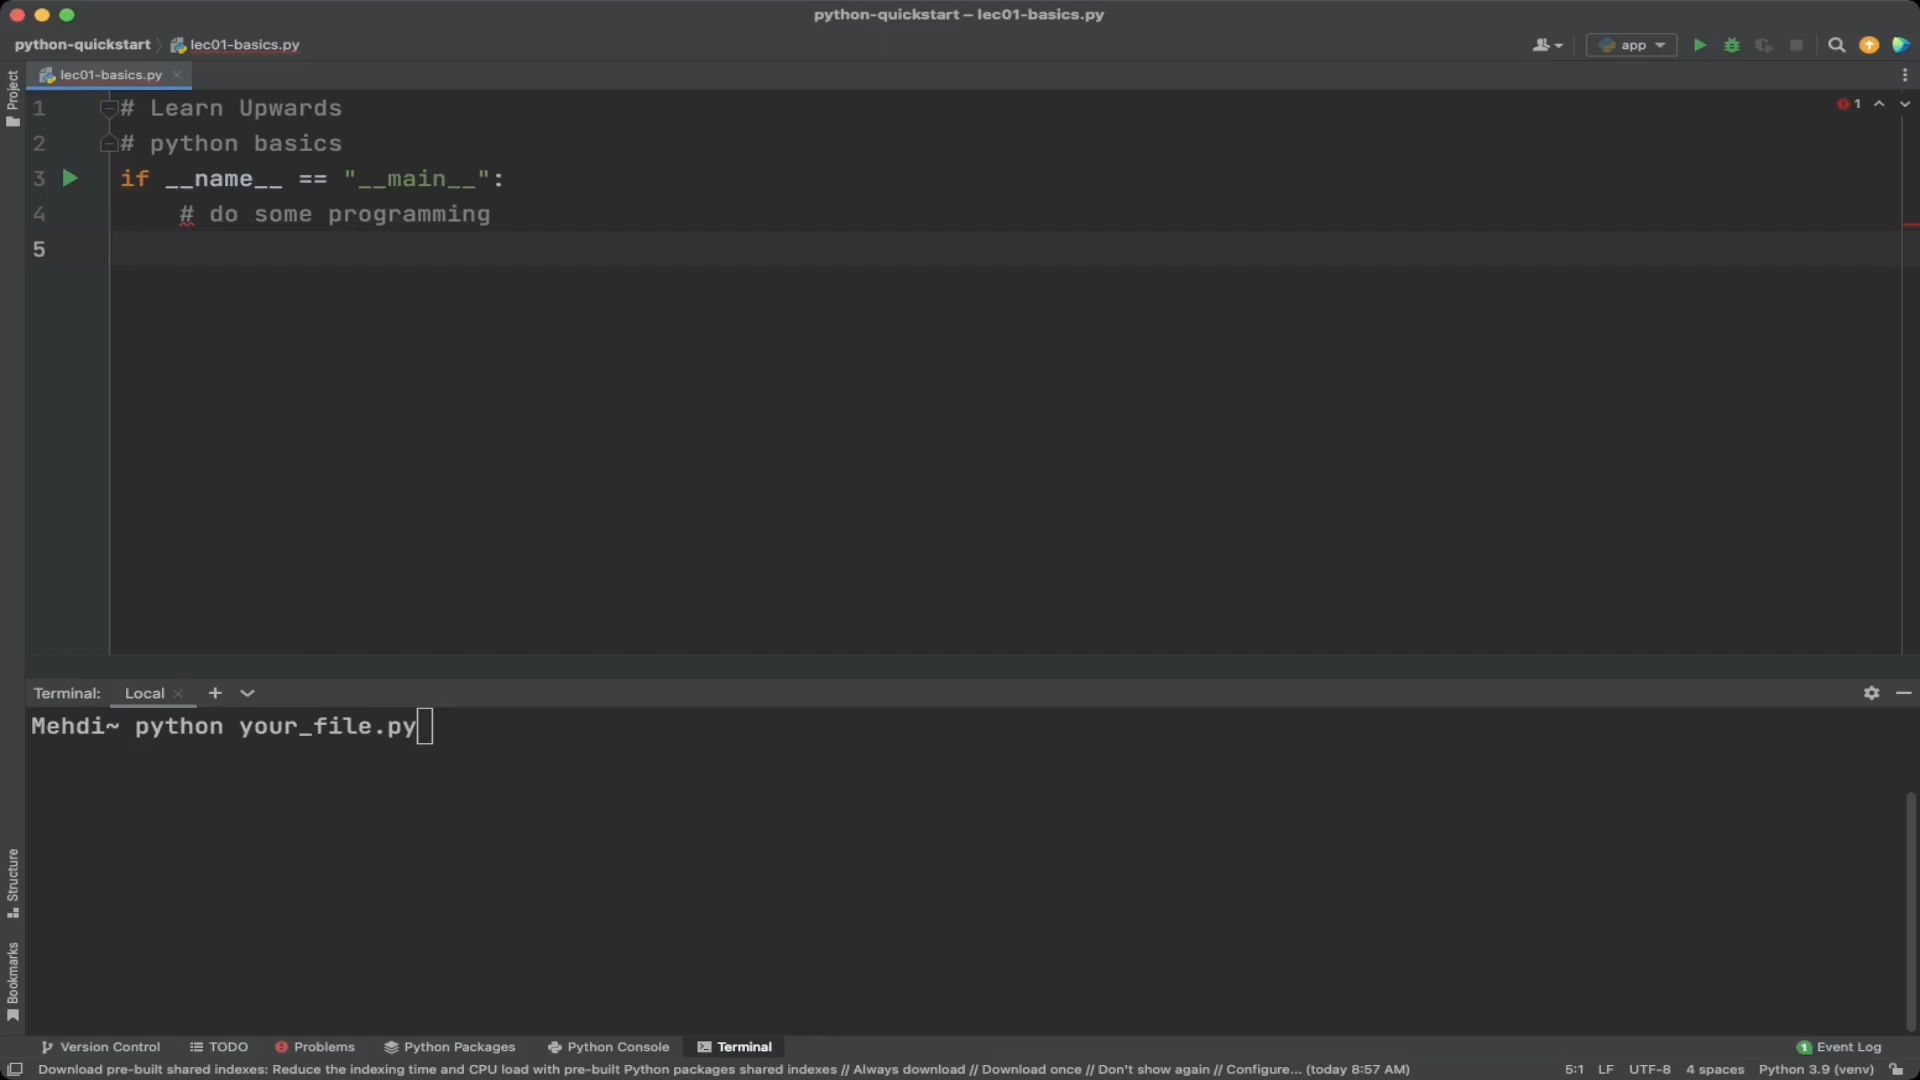 python-quickstart – lec01-basics.py
python-quickstart
lec01-basics.py
app
lec01-basics.py
Project
1 # Learn Upwards
2 # python basics
3 if __name__ == "__main__":
4 # do some programming
5
1
Terminal: Local
Mehdi~ python your_file.py
Structure
Bookmarks
Version Control TODO Problems Python Packages Python Console Terminal 1 Event Log
Download pre-built shared indexes: Reduce the indexing time and CPU load with pre-built Python packages shared indexes // Always download // Download once // Don't show again // Configure... (today 8:57 AM) 5:1 LF UTF-8 4 spaces Python 3.9 (venv)